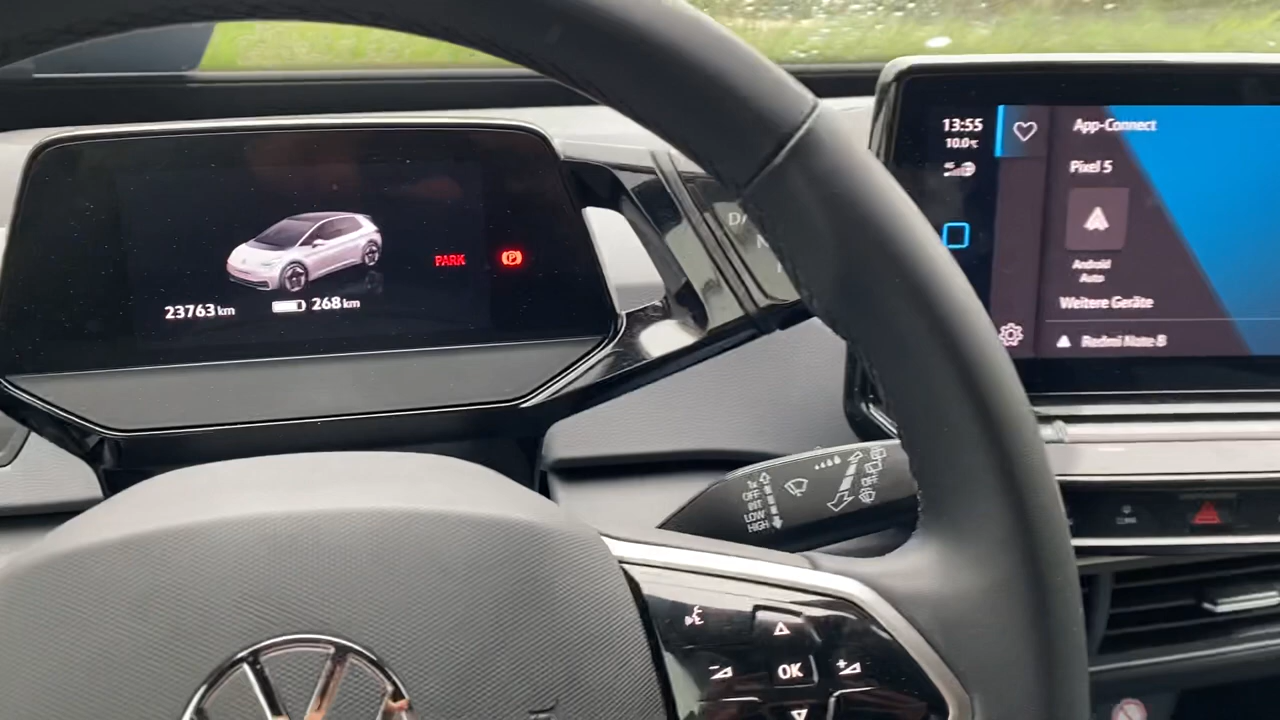 23763 km
268 km
PARK
P
13:55
10.0°C
App-Connect
Pixel 5
Android
Auto
Weitere Geräte
Redmi Note 8
1x
OFF
LOW
HIGH
OFF
OK